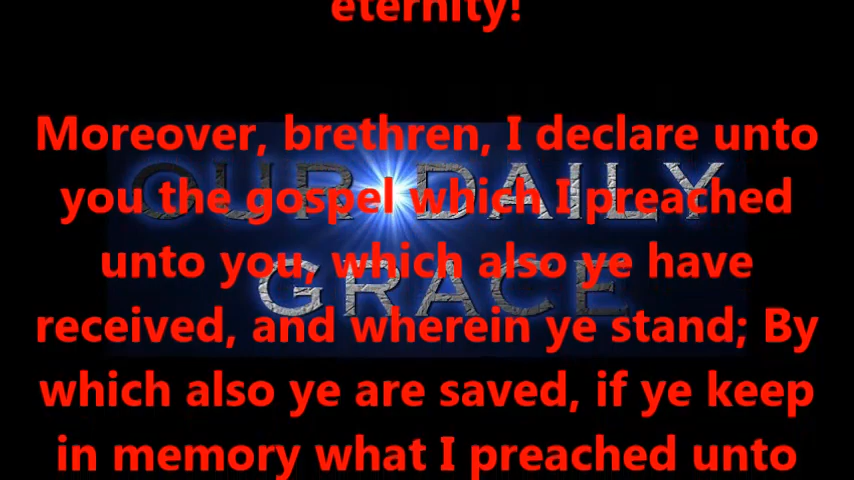 eternity!
Moreover, brethren, I declare unto
you the gospel which I preached
unto you, which also ye have
received, and wherein ye stand; By
which also ye are saved, if ye keep
in memory what I preached unto
OUR DAILY
GRACE